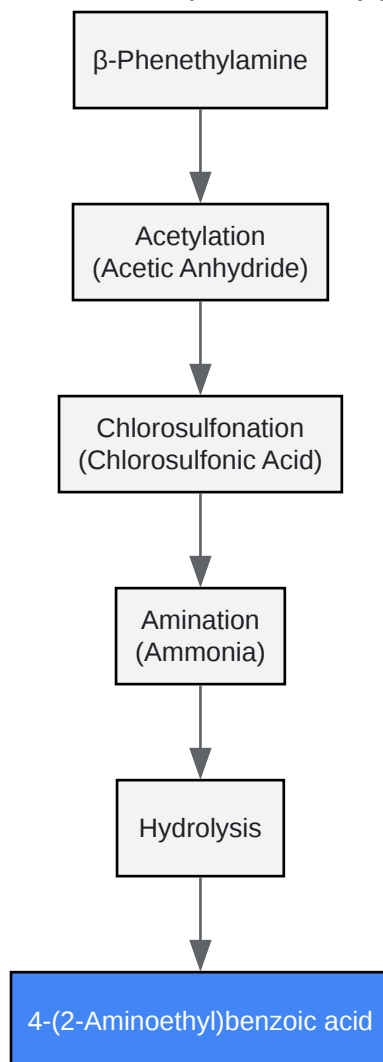 β-Phenethylamine
Acetylation
(Acetic Anhydride)
Chlorosulfonation
(Chlorosulfonic Acid)
Amination
(Ammonia)
Hydrolysis
4-(2-Aminoethyl)benzoic acid